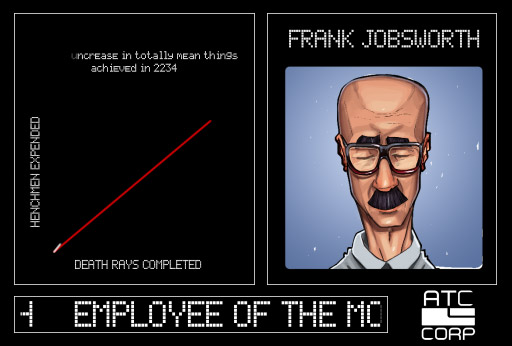 uncrease in totally mean things
achieved in 2234
HENCHMEN EXPENDED
DEATH RAYS COMPLETED
FRANK JOBSWORTH
EMPLOYEE OF THE MO
ATC
CORP